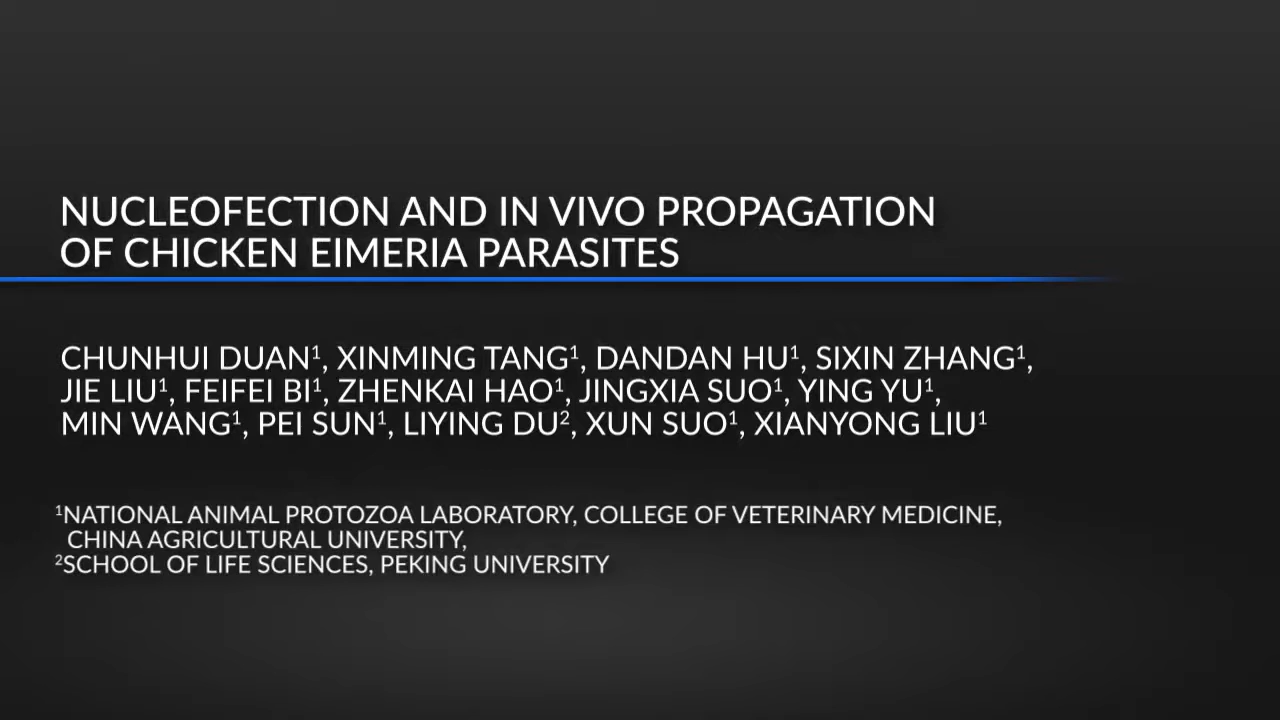 NUCLEOFECTION AND IN VIVO PROPAGATION
OF CHICKEN EIMERIA PARASITES
CHUNHUI DUAN¹, XINMING TANG¹, DANDAN HU¹, SIXIN ZHANG¹,
JIE LIU¹, FEIFEI BI¹, ZHENKAI HAO¹, JINGXIA SUO¹, YING YU¹,
MIN WANG¹, PEI SUN¹, LIYING DU², XUN SUO¹, XIANYONG LIU¹
¹NATIONAL ANIMAL PROTOZOA LABORATORY, COLLEGE OF VETERINARY MEDICINE,
CHINA AGRICULTURAL UNIVERSITY,
²SCHOOL OF LIFE SCIENCES, PEKING UNIVERSITY